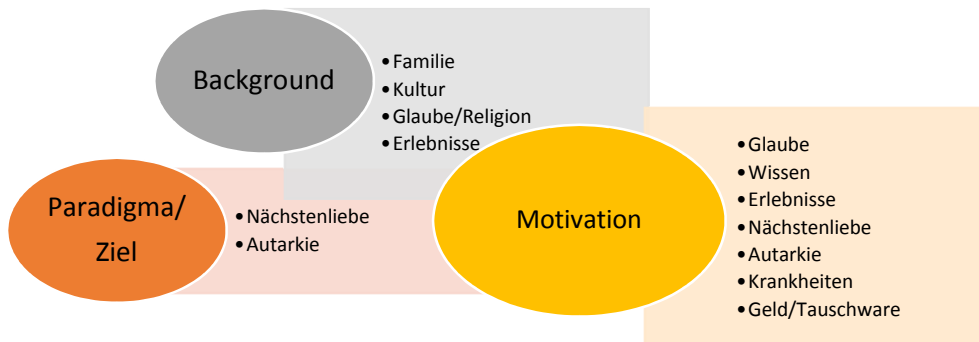 Background
• Familie
• Kultur
• Glaube/Religion
• Erlebnisse
Paradigma/
Ziel
• Nächstenliebe
• Autarkie
Motivation
• Glaube
• Wissen
• Erlebnisse
• Nächstenliebe
• Autarkie
• Krankheiten
• Geld/Tauschware